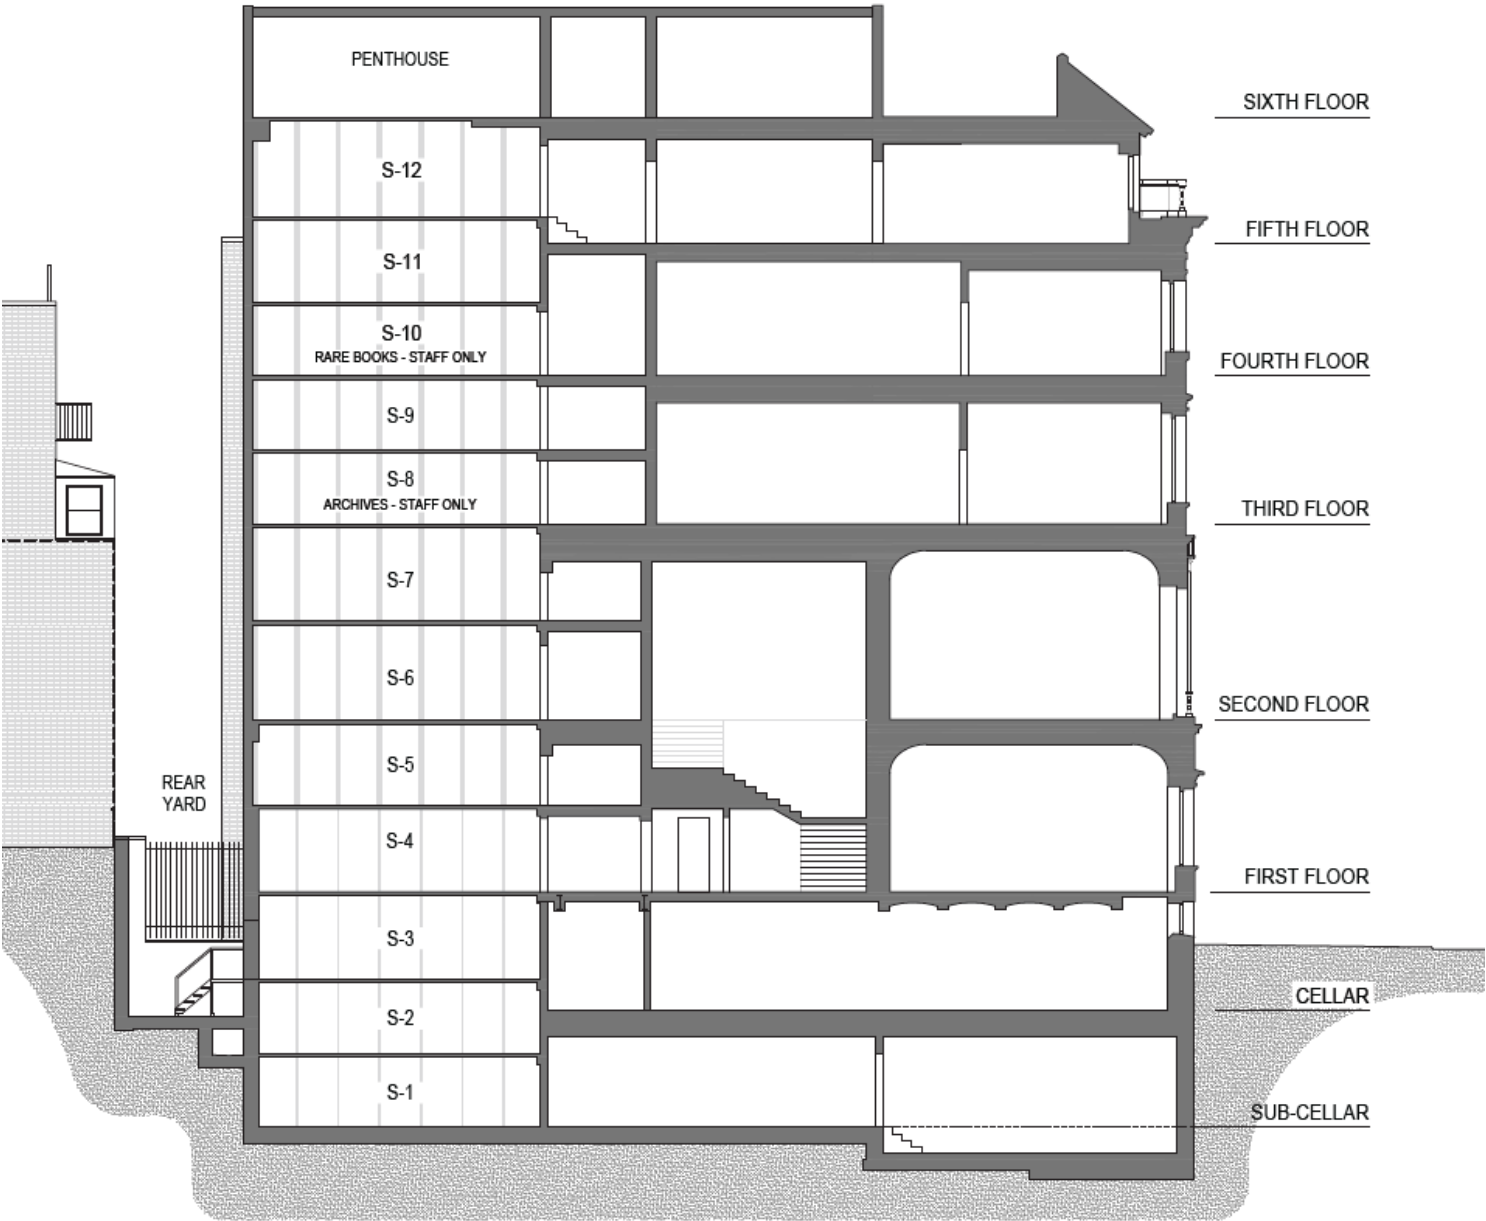 PENTHOUSE
SIXTH FLOOR
S-12
FIFTH FLOOR
S-11
S-10
RARE BOOKS - STAFF ONLY
FOURTH FLOOR
S-9
S-8
ARCHIVES - STAFF ONLY
THIRD FLOOR
S-7
S-6
SECOND FLOOR
S-5
REAR
YARD
S-4
FIRST FLOOR
S-3
CELLAR
S-2
S-1
SUB-CELLAR